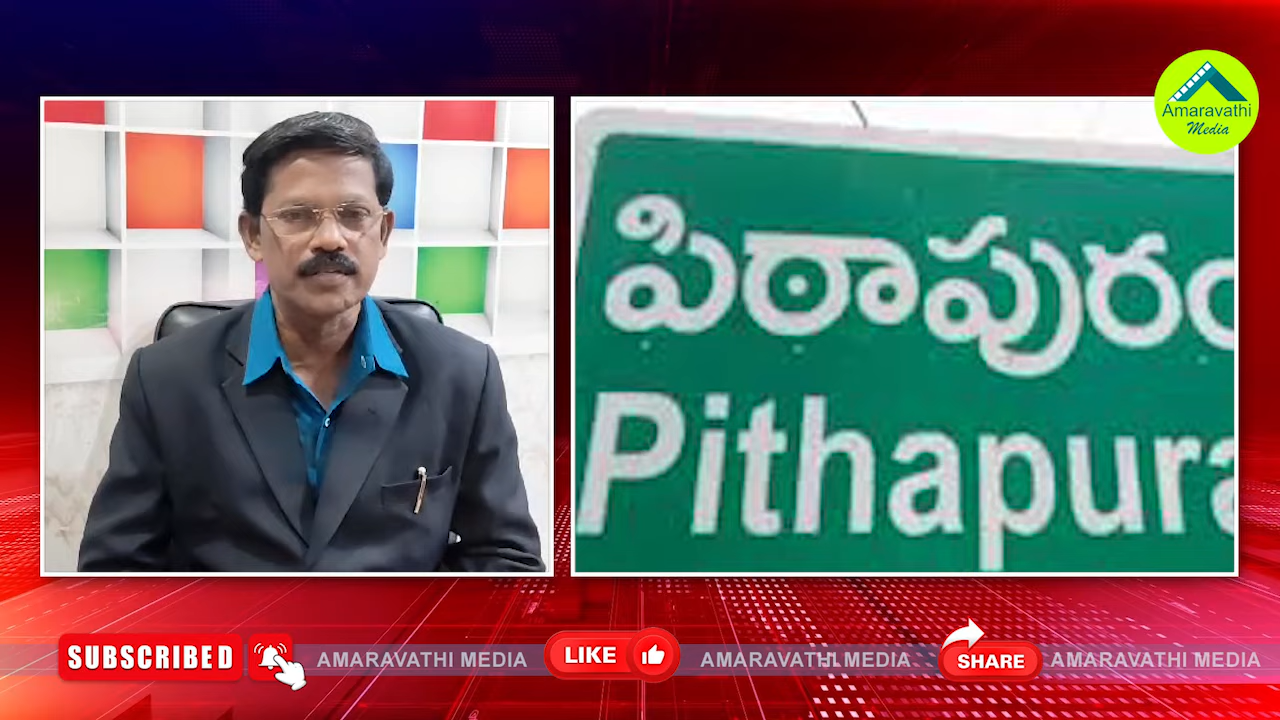 Amaravathi
Media
పిఠాపురం
Pithapura
SUBSCRIBED
AMARAVATHI MEDIA
LIKE
AMARAVATHI MEDIA
SHARE
AMARAVATHI MEDIA